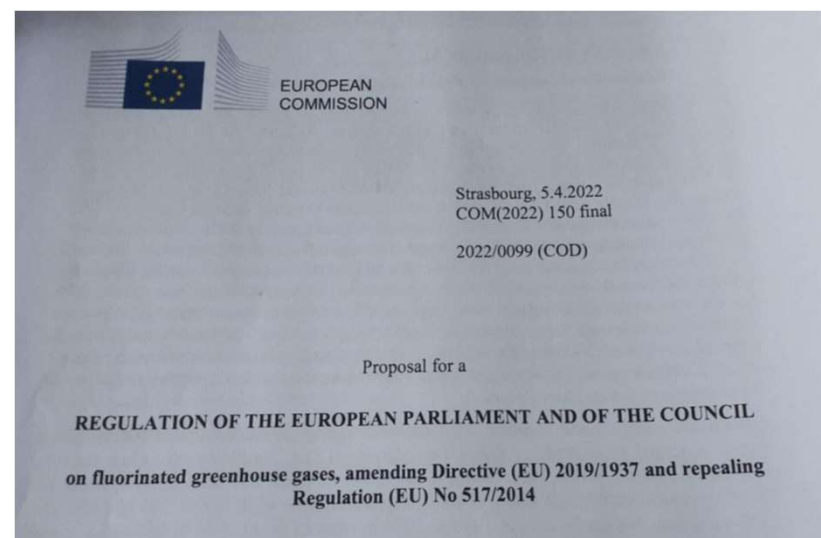 EUROPEAN
COMMISSION
Strasbourg, 5.4.2022
COM(2022) 150 final
2022/0099 (COD)
Proposal for a
REGULATION OF THE EUROPEAN PARLIAMENT AND OF THE COUNCIL
on fluorinated greenhouse gases, amending Directive (EU) 2019/1937 and repealing
Regulation (EU) No 517/2014